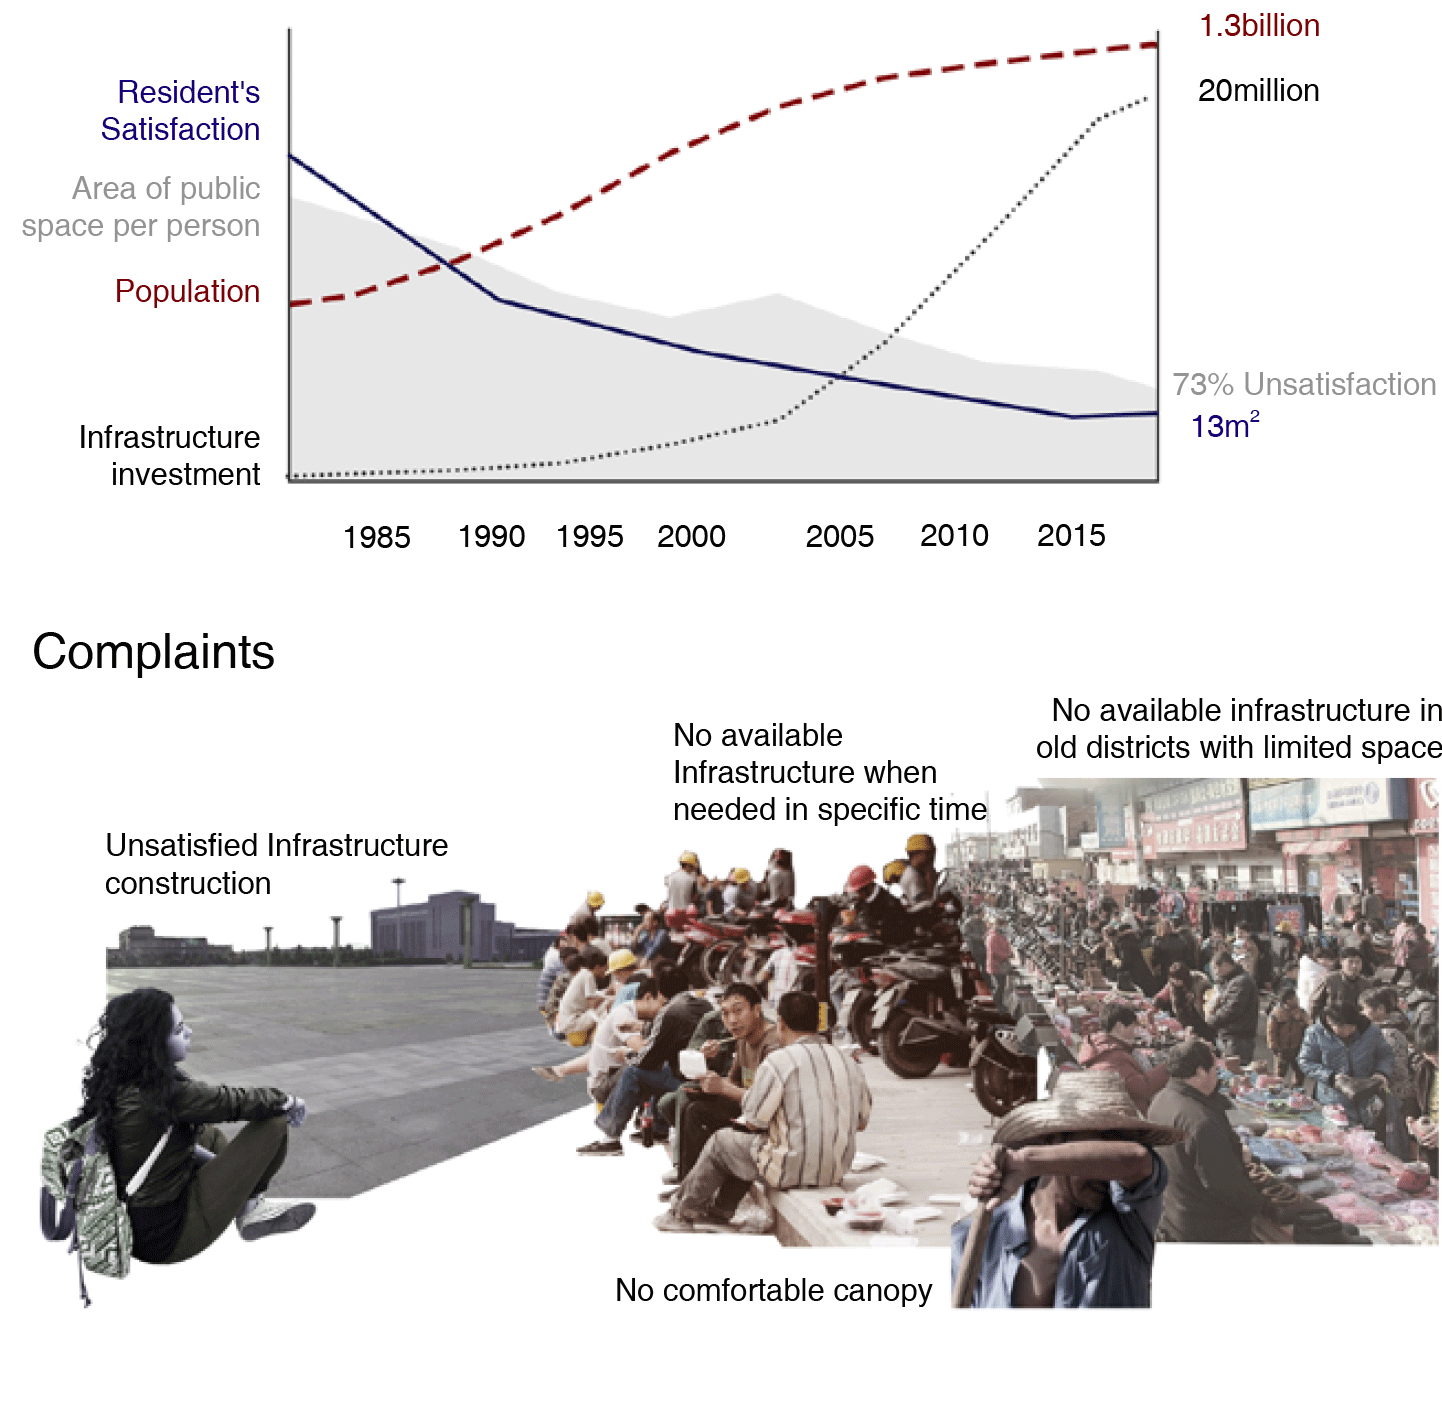 1.3billion
20million
Resident's
Satisfaction
Area of public
space per person
Population
Infrastructure
investment
73% Unsatisfaction
13m²
1985 1990 1995 2000 2005 2010 2015
Complaints
No available infrastructure in
old districts with limited space
No available
Infrastructure when
needed in specific time
Unsatisfied Infrastructure
construction
No comfortable canopy